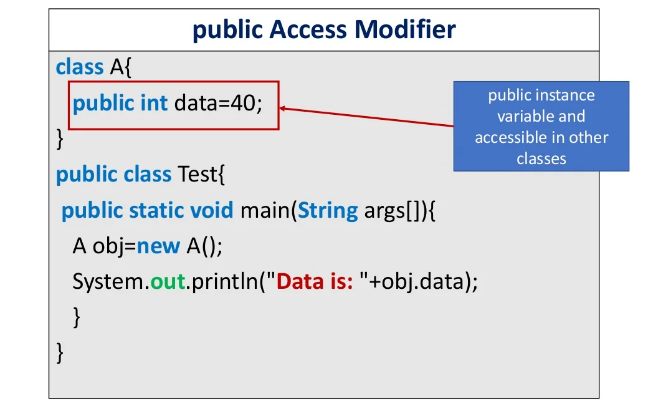 public Access Modifier
class A{
public int data=40;
}
public class Test{
public static void main(String args[]){
A obj=new A();
System.out.println("Data is: "+obj.data);
}
}
public instance
variable and
accessible in other
classes